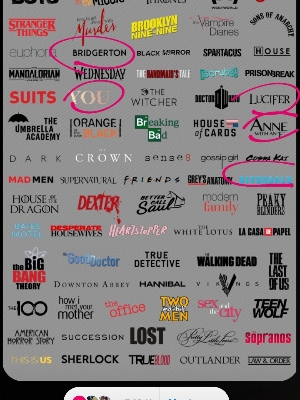 STRANGER THINGS Murder BROOKLYN NINE-NINE Vampire Diaries SONS OF ANARCHY
euphoria BRIDGERTON BLACK MIRROR SPARTACUS HOUSE
MANDALORIAN WEDNESDAY THE HANDMAID'S TALE Scrubs PRISON BREAK
SUITS YOU THE WITCHER DOCTOR WHO LUCIFER
THE UMBRELLA ACADEMY ORANGE IS THE BLACK Breaking Bad HOUSE of CARDS ANNE WITH AN E
DARK THE CROWN sense8 gossip girl COBRA KAI
MAD MEN SUPERNATURAL FRIENDS GREY'S ANATOMY
HOUSE OF THE DRAGON DEXTER BETTER CALL Saul modern family PEAKY BLINDERS
BATES MOTEL DESPERATE HOUSEWIVES HEARTSTOPPER THE WHITE LOTUS LA CASA DE PAPEL
THE BIG BANG THEORY the Good Doctor TRUE DETECTIVE THE WALKING DEAD THE LAST OF US
DOWNTON ABBEY HANNIBAL VIKINGS
THE 100 how i met your mother the office TWO and a half MEN sex and the city TEEN WOLF
AMERICAN HORROR STORY SUCCESSION LOST Pretty Little Liars The Sopranos
THIS IS US SHERLOCK TRUE BLOOD OUTLANDER LAW & ORDER